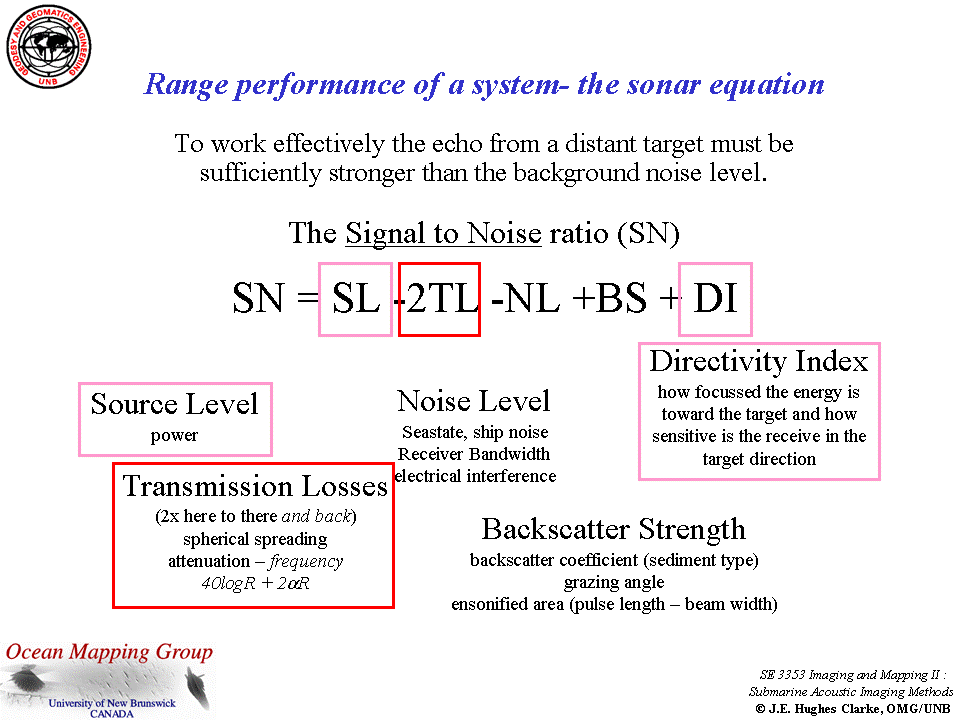 GEODESY AND GEOMATICS ENGINEERING
UNB
Range performance of a system- the sonar equation
To work effectively the echo from a distant target must be
sufficiently stronger than the background noise level.
The Signal to Noise ratio (SN)
SN = SL -2TL -NL +BS + DI
Directivity Index
how focussed the energy is
toward the target and how
sensitive is the receive in the
target direction
Source Level
power
Noise Level
Seastate, ship noise
Receiver Bandwidth
electrical interference
Transmission Losses
(2x here to there and back)
spherical spreading
attenuation – frequency
40logR + 2αR
Backscatter Strength
backscatter coefficient (sediment type)
grazing angle
ensonified area (pulse length – beam width)
Ocean Mapping Group
University of New Brunswick
CANADA
SE 3353 Imaging and Mapping II :
Submarine Acoustic Imaging Methods
© J.E. Hughes Clarke, OMG/UNB